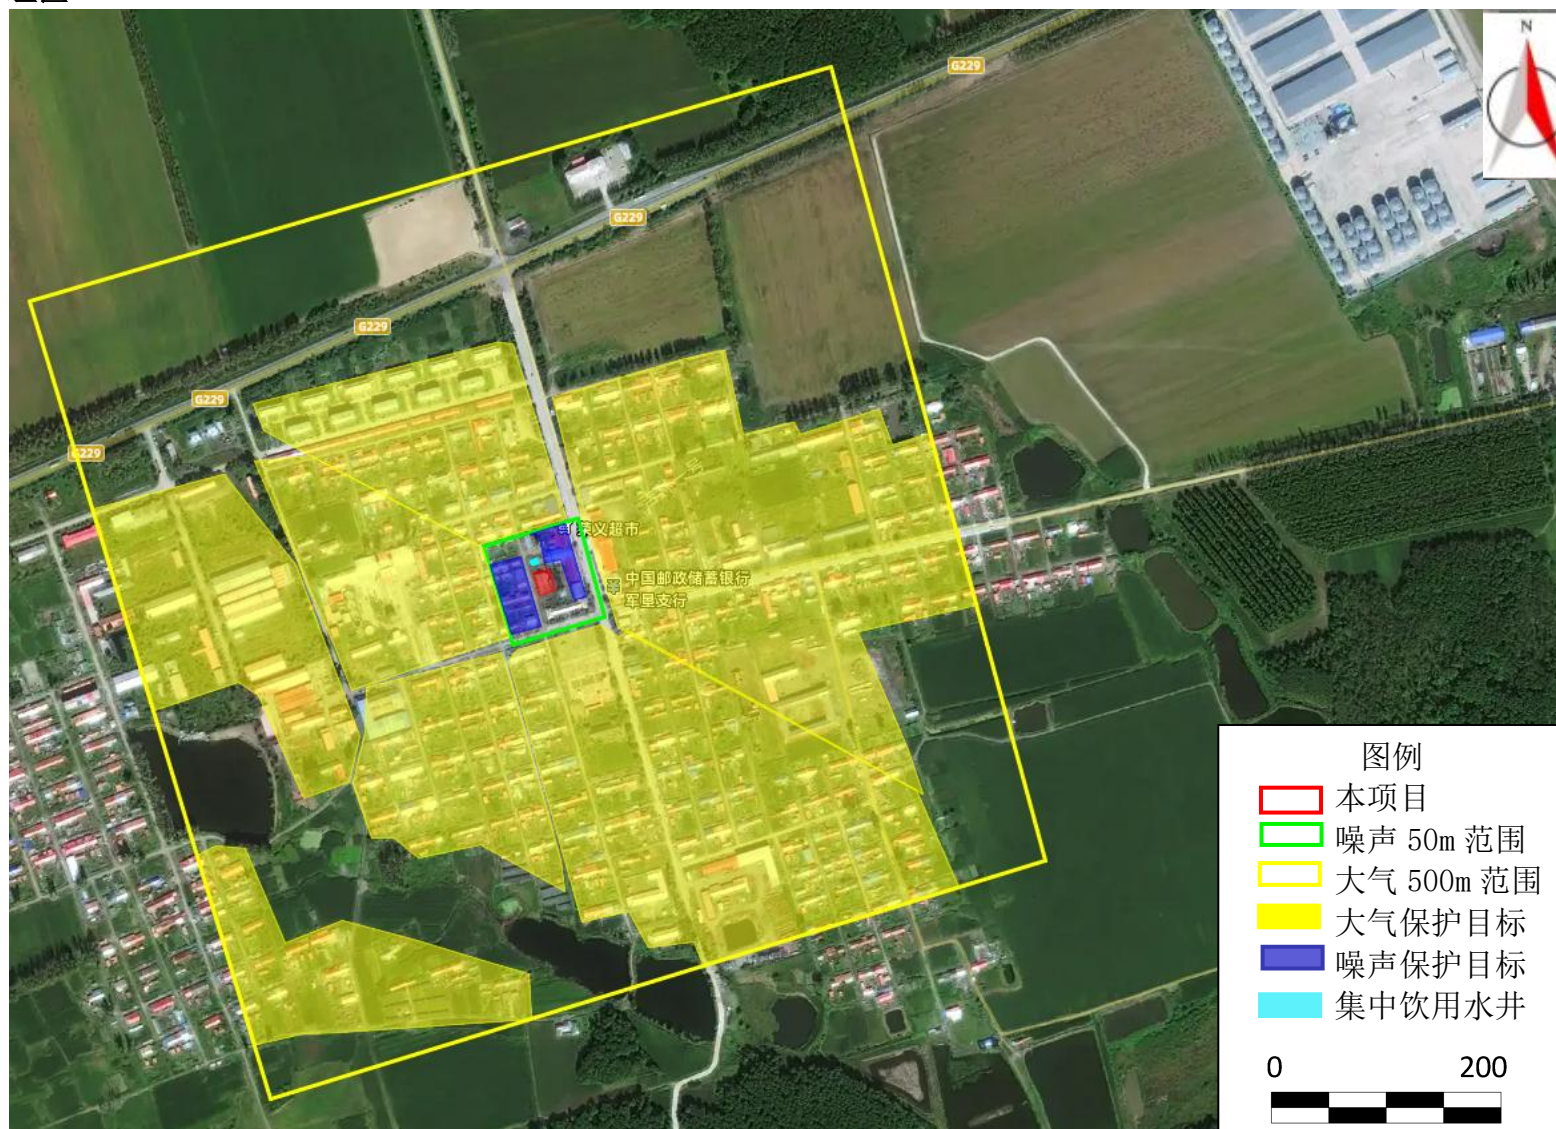 N
G229
G229
G229
G229
G229
荣义超市
中国邮政储蓄银行
军垦支行
图例
本项目
噪声 50m 范围
大气 500m 范围
大气保护目标
噪声保护目标
集中饮用水井
0 200